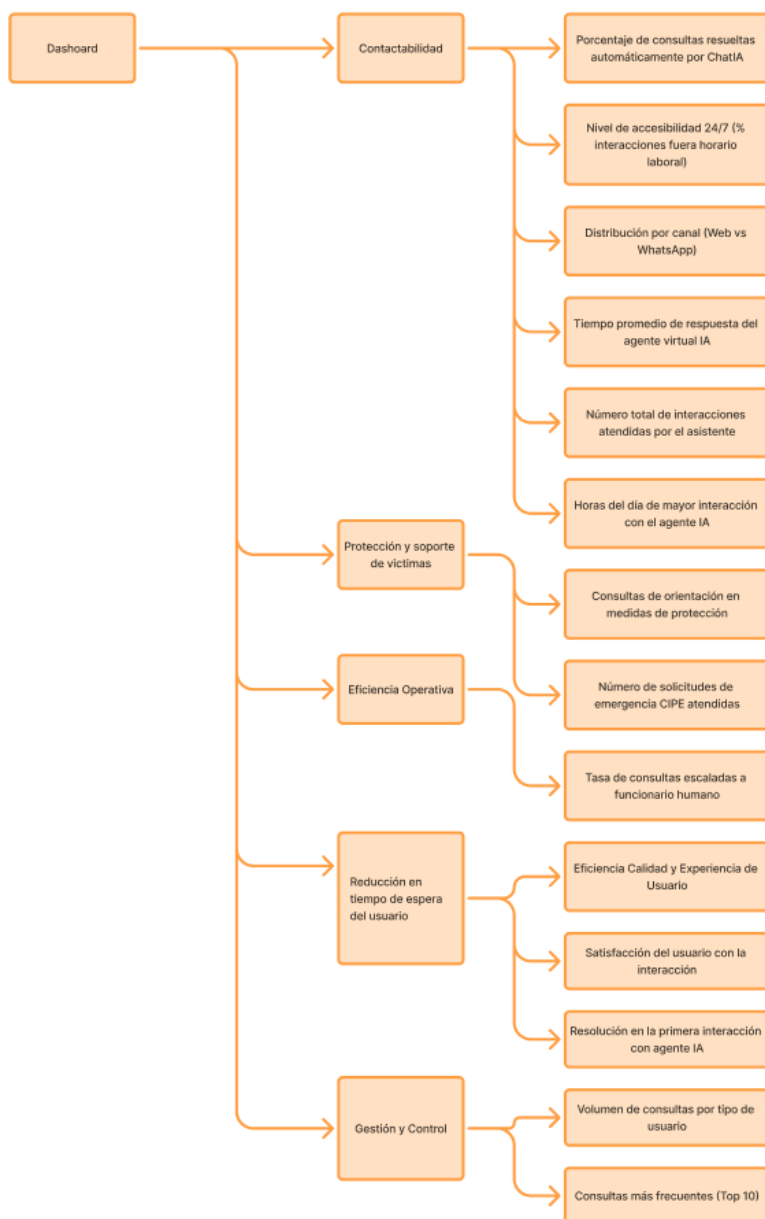 Dashoard
Contactabilidad
Porcentaje de consultas resueltas
automáticamente por ChatIA
Nivel de accesibilidad 24/7 (%
interacciones fuera horario
laboral)
Distribución por canal (Web vs
WhatsApp)
Tiempo promedio de respuesta del
agente virtual IA
Número total de interacciones
atendidas por el asistente
Horas del día de mayor interacción
con el agente IA
Protección y soporte
de victimas
Consultas de orientación en
medidas de protección
Número de solicitudes de
emergencia CIPE atendidas
Eficiencia Operativa
Tasa de consultas escaladas a
funcionario humano
Reducción en
tiempo de espera
del usuario
Eficiencia Calidad y Experiencia de
Usuario
Satisfacción del usuario con la
interacción
Resolución en la primera interacción
con agente IA
Gestión y Control
Volumen de consultas por tipo de
usuario
Consultas más frecuentes (Top 10)